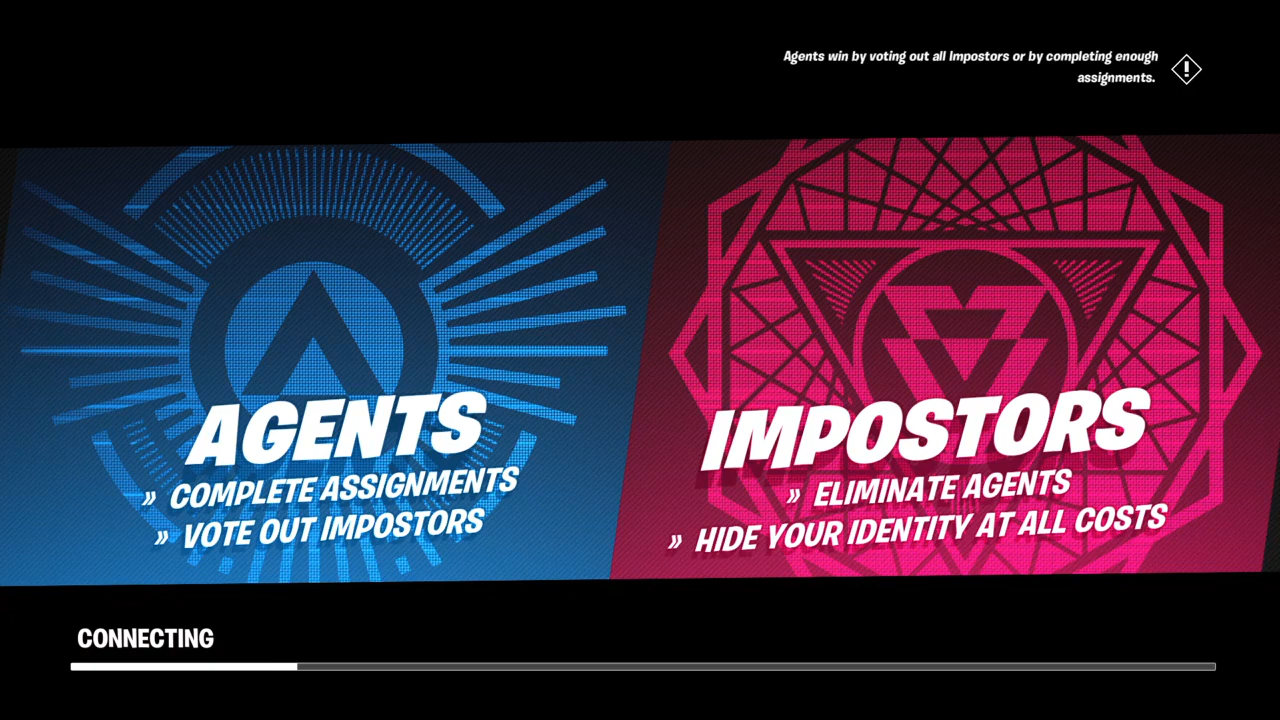 Agents win by voting out all Impostors or by completing enough
assignments.
AGENTS
» COMPLETE ASSIGNMENTS
» VOTE OUT IMPOSTORS
IMPOSTORS
» ELIMINATE AGENTS
» HIDE YOUR IDENTITY AT ALL COSTS
CONNECTING